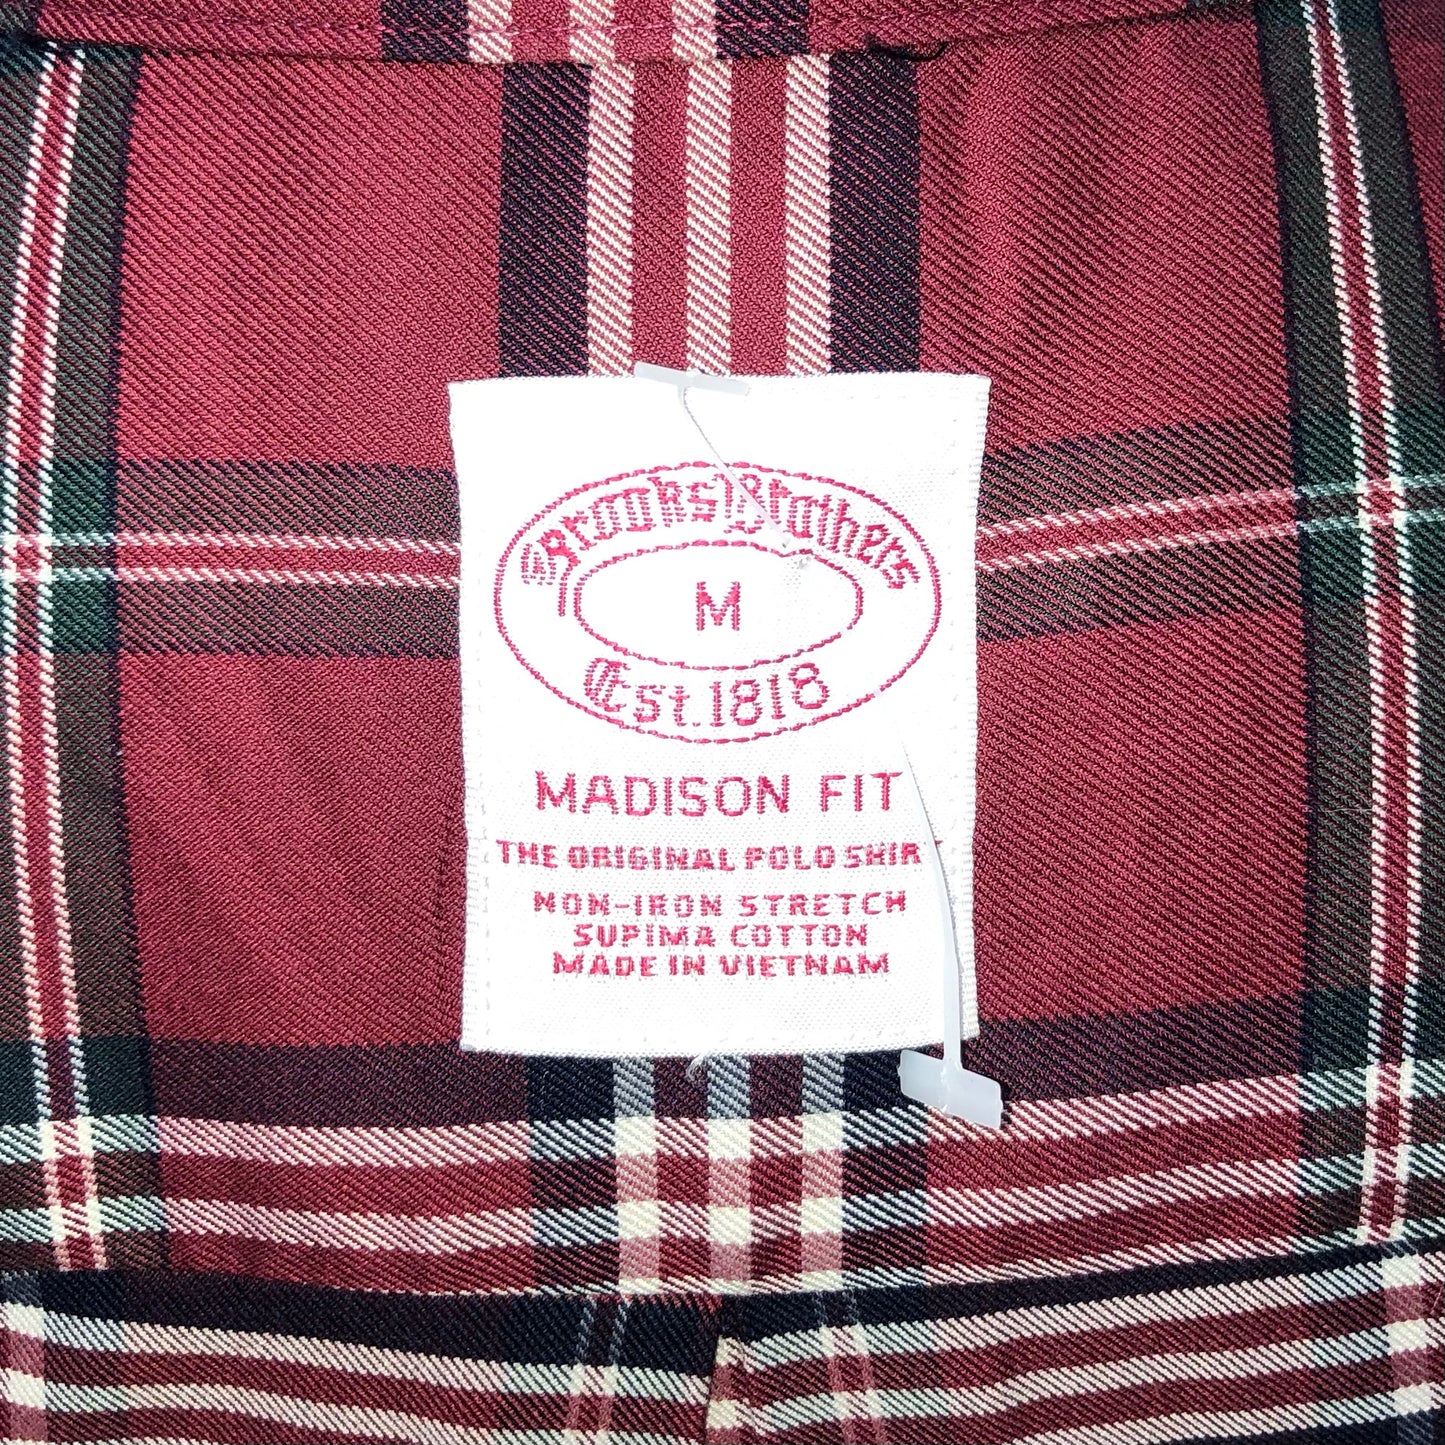 Brooks Brothers
M
Est. 1818
MADISON FIT
THE ORIGINAL POLO SHIRT
NON-IRON STRETCH
SUPIMA COTTON
MADE IN VIETNAM